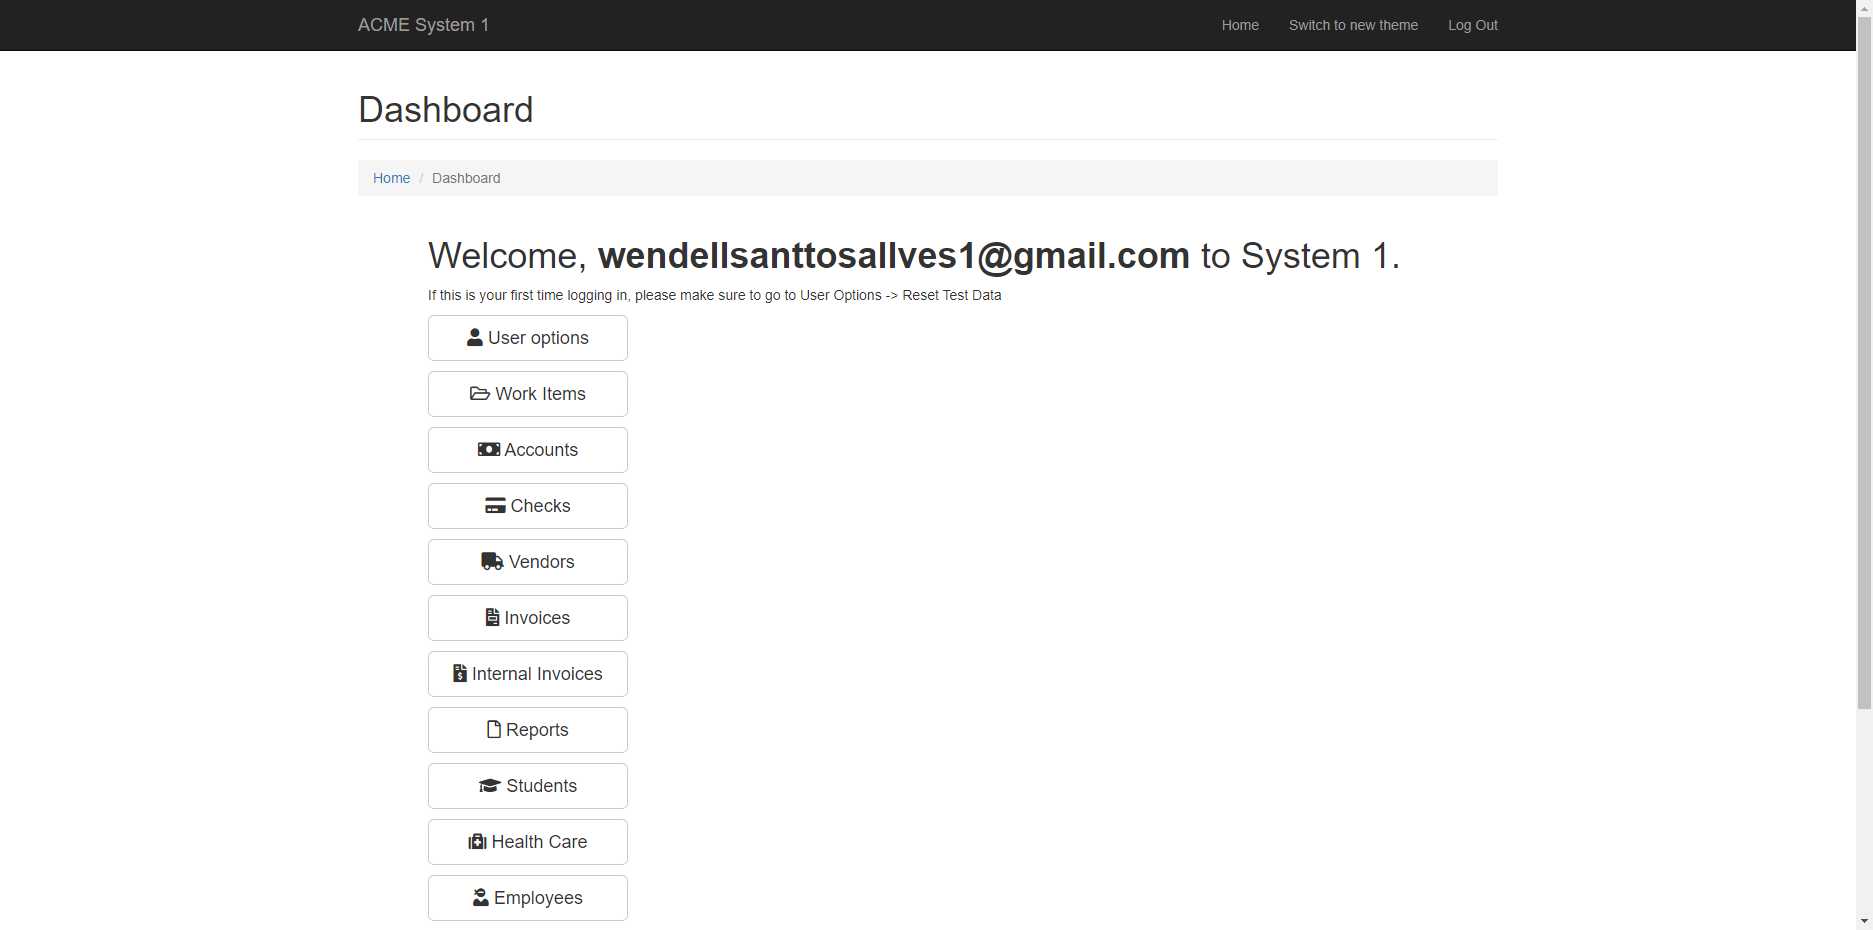 ACME System 1
Home
Switch to new theme
Log Out
Dashboard
Home / Dashboard
Welcome, wendellsanttosallves1@gmail.com to System 1.
If this is your first time logging in, please make sure to go to User Options -> Reset Test Data
User options
Work Items
Accounts
Checks
Vendors
Invoices
Internal Invoices
Reports
Students
Health Care
Employees